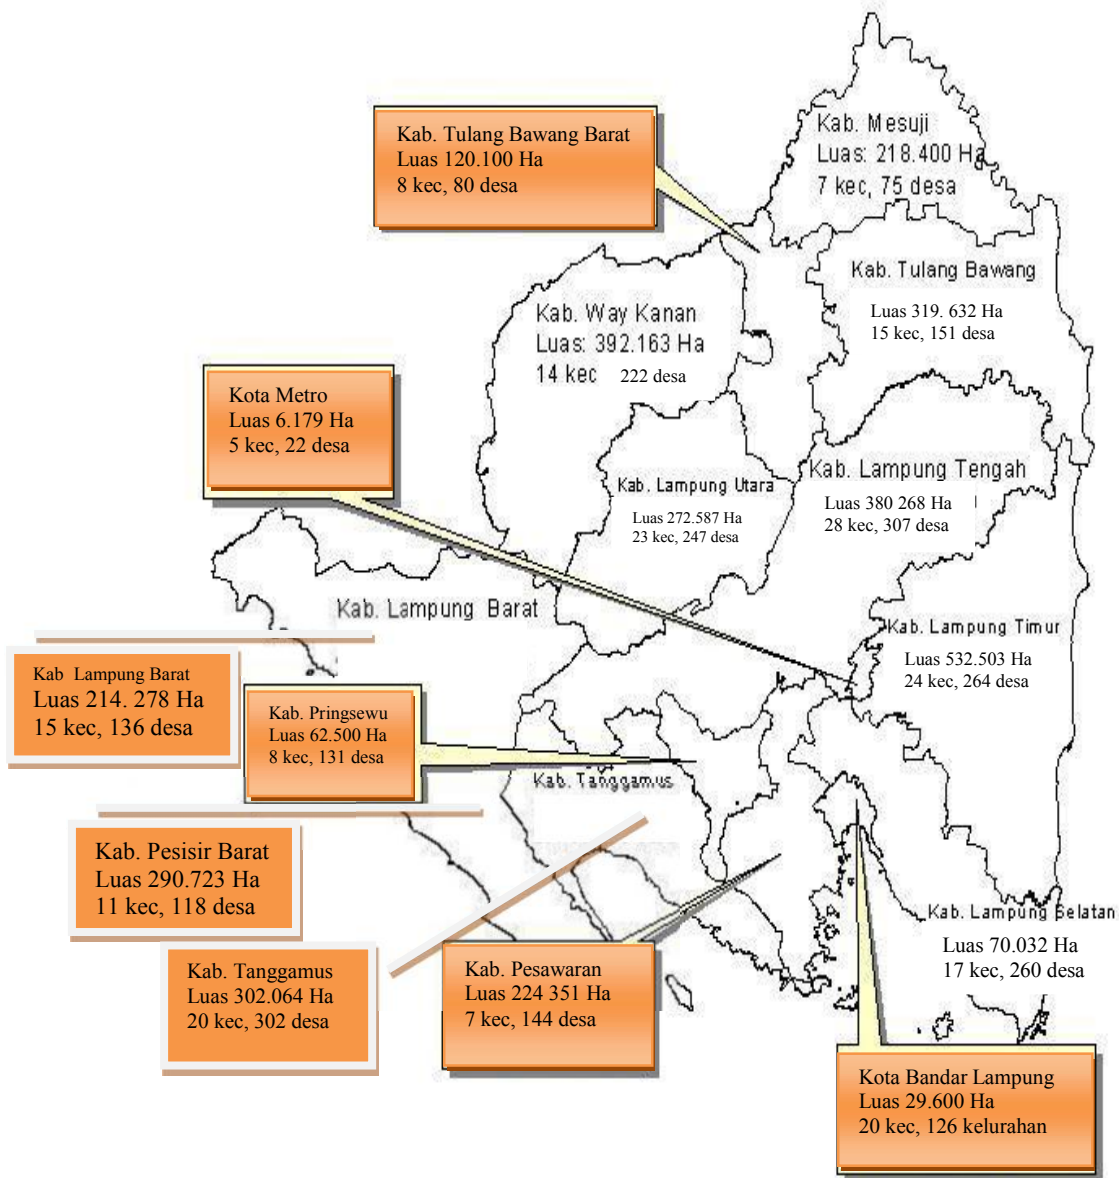 Kab. Tulang Bawang Barat
Luas 120.100 Ha
8 kec, 80 desa
Kab. Mesuji
Luas: 218.400 Ha
7 kec, 75 desa
Kab. Tulang Bawang
Luas 319. 632 Ha
15 kec, 151 desa
Kab. Way Kanan
Luas: 392.163 Ha
14 kec 222 desa
Kota Metro
Luas 6.179 Ha
5 kec, 22 desa
Kab. Lampung Utara
Luas 272.587 Ha
23 kec, 247 desa
Kab. Lampung Tengah
Luas 380 268 Ha
28 kec, 307 desa
Kab. Lampung Barat
Kab. Lampung Timur
Luas 532.503 Ha
24 kec, 264 desa
Kab Lampung Barat
Luas 214. 278 Ha
15 kec, 136 desa
Kab. Pringsewu
Luas 62.500 Ha
8 kec, 131 desa
Kab. Tanggamus
Kab. Pesisir Barat
Luas 290.723 Ha
11 kec, 118 desa
Kab. Tanggamus
Luas 302.064 Ha
20 kec, 302 desa
Kab. Pesawaran
Luas 224 351 Ha
7 kec, 144 desa
Kab. Lampung Selatan
Luas 70.032 Ha
17 kec, 260 desa
Kota Bandar Lampung
Luas 29.600 Ha
20 kec, 126 kelurahan